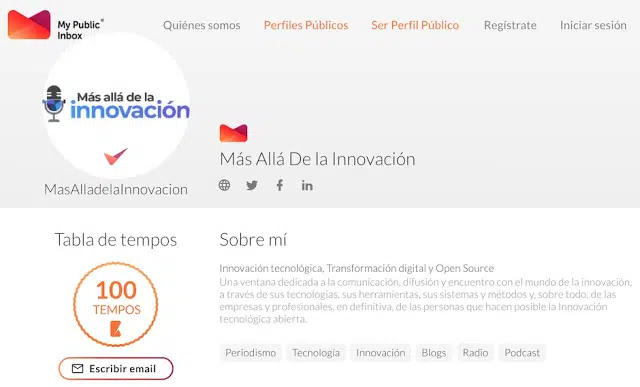 My Public®
Inbox
Quiénes somos
Perfiles Públicos
Ser Perfil Público
Regístrate
Iniciar sesión
Más allá de la
innovación
MasAlladelaInnovacion
Más Allá De la Innovación
Tabla de tempos
100
TEMPOS
Escribir email
Sobre mí
Innovación tecnológica, Transformación digital y Open Source
Una ventana dedicada a la comunicación, difusión y encuentro con el mundo de la innovación,
a través de sus tecnologías, sus herramientas, sus sistemas y métodos y, sobre todo, de las
empresas y profesionales, en definitiva, de las personas que hacen posible la Innovación
tecnológica abierta.
Periodismo
Tecnología
Innovación
Blogs
Radio
Podcast